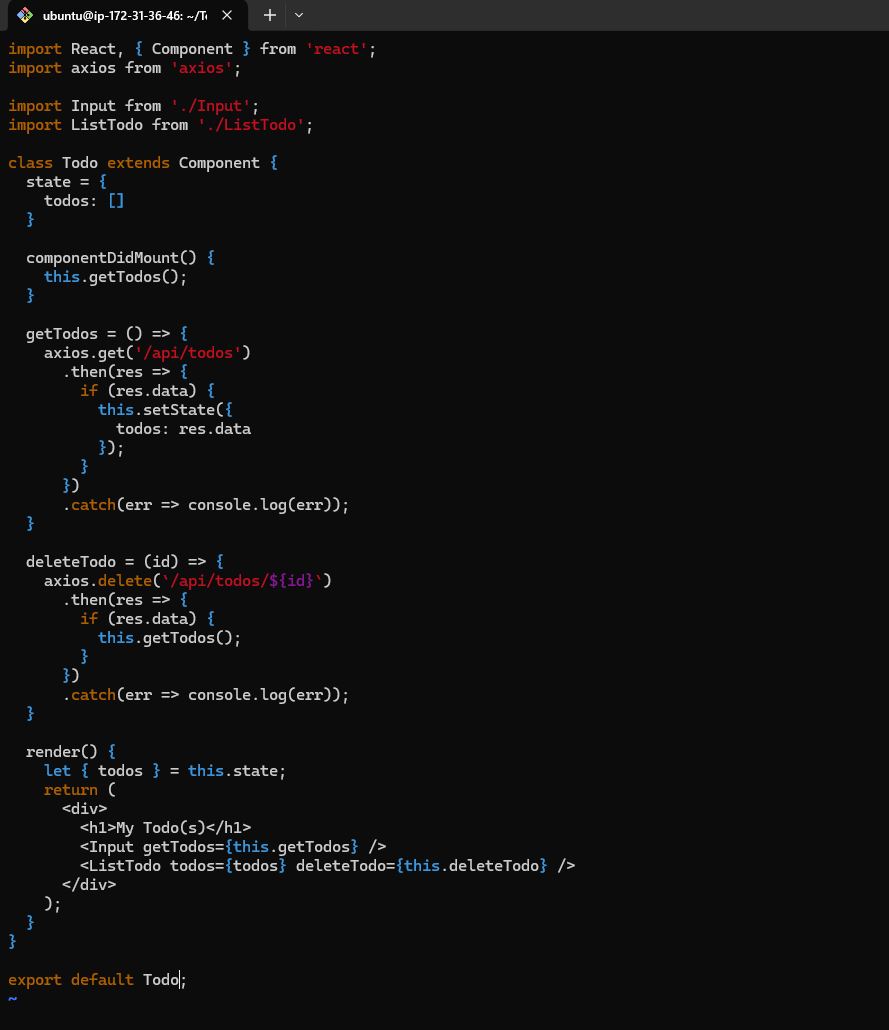 ubuntu@ip-172-31-36-46: ~/To
import React, { Component } from 'react';
import axios from 'axios';

import Input from './Input';
import ListTodo from './ListTodo';

class Todo extends Component {
  state = {
    todos: []
  }

  componentDidMount() {
    this.getTodos();
  }

  getTodos = () => {
    axios.get('/api/todos')
      .then(res => {
        if (res.data) {
          this.setState({
            todos: res.data
          });
        }
      })
      .catch(err => console.log(err));
  }

  deleteTodo = (id) => {
    axios.delete(`/api/todos/${id}`)
      .then(res => {
        if (res.data) {
          this.getTodos();
        }
      })
      .catch(err => console.log(err));
  }

  render() {
    let { todos } = this.state;
    return (
      <div>
        <h1>My Todo(s)</h1>
        <Input getTodos={this.getTodos} />
        <ListTodo todos={todos} deleteTodo={this.deleteTodo} />
      </div>
    );
  }
}

export default Todo;
~